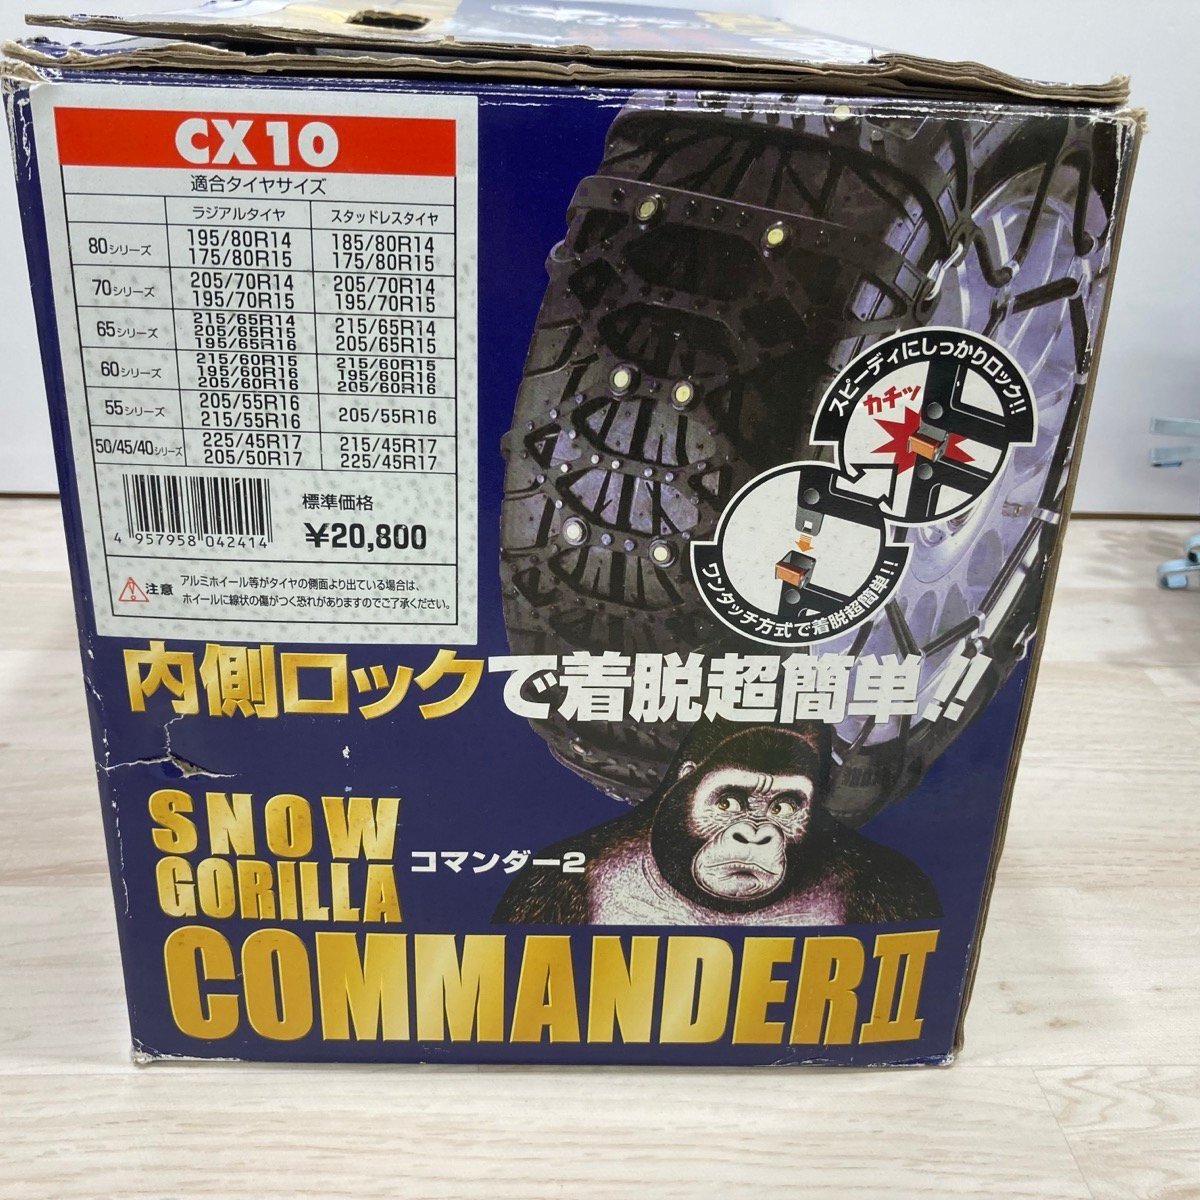 CX10
適合タイヤサイズ
ラジアルタイヤ スタッドレスタイヤ
80シリーズ 195/80R14 185/80R14
175/80R15 175/80R15
70シリーズ 205/70R14 205/70R14
195/70R15 195/70R15
65シリーズ 215/65R14 215/65R14
205/65R15 205/65R15
195/65R16
60シリーズ 215/60R15 215/60R15
195/60R16 195/60R16
205/60R16 205/60R16
55シリーズ 205/55R16 205/55R16
215/55R16
50/45/40シリーズ 225/45R17 215/45R17
205/50R17 225/45R17
標準価格
¥20,800
4 957958 042414
注意 アルミホイール等がタイヤの側面より出ている場合は、
ホイールに線状の傷がつく恐れがありますのでご了承ください。
スピーディにしっかりロック!!
カチッ
ワンタッチ方式で着脱超簡単!!
内側ロックで着脱超簡単!!
SNOW
GORILLA
コマンダー2
COMMANDER II